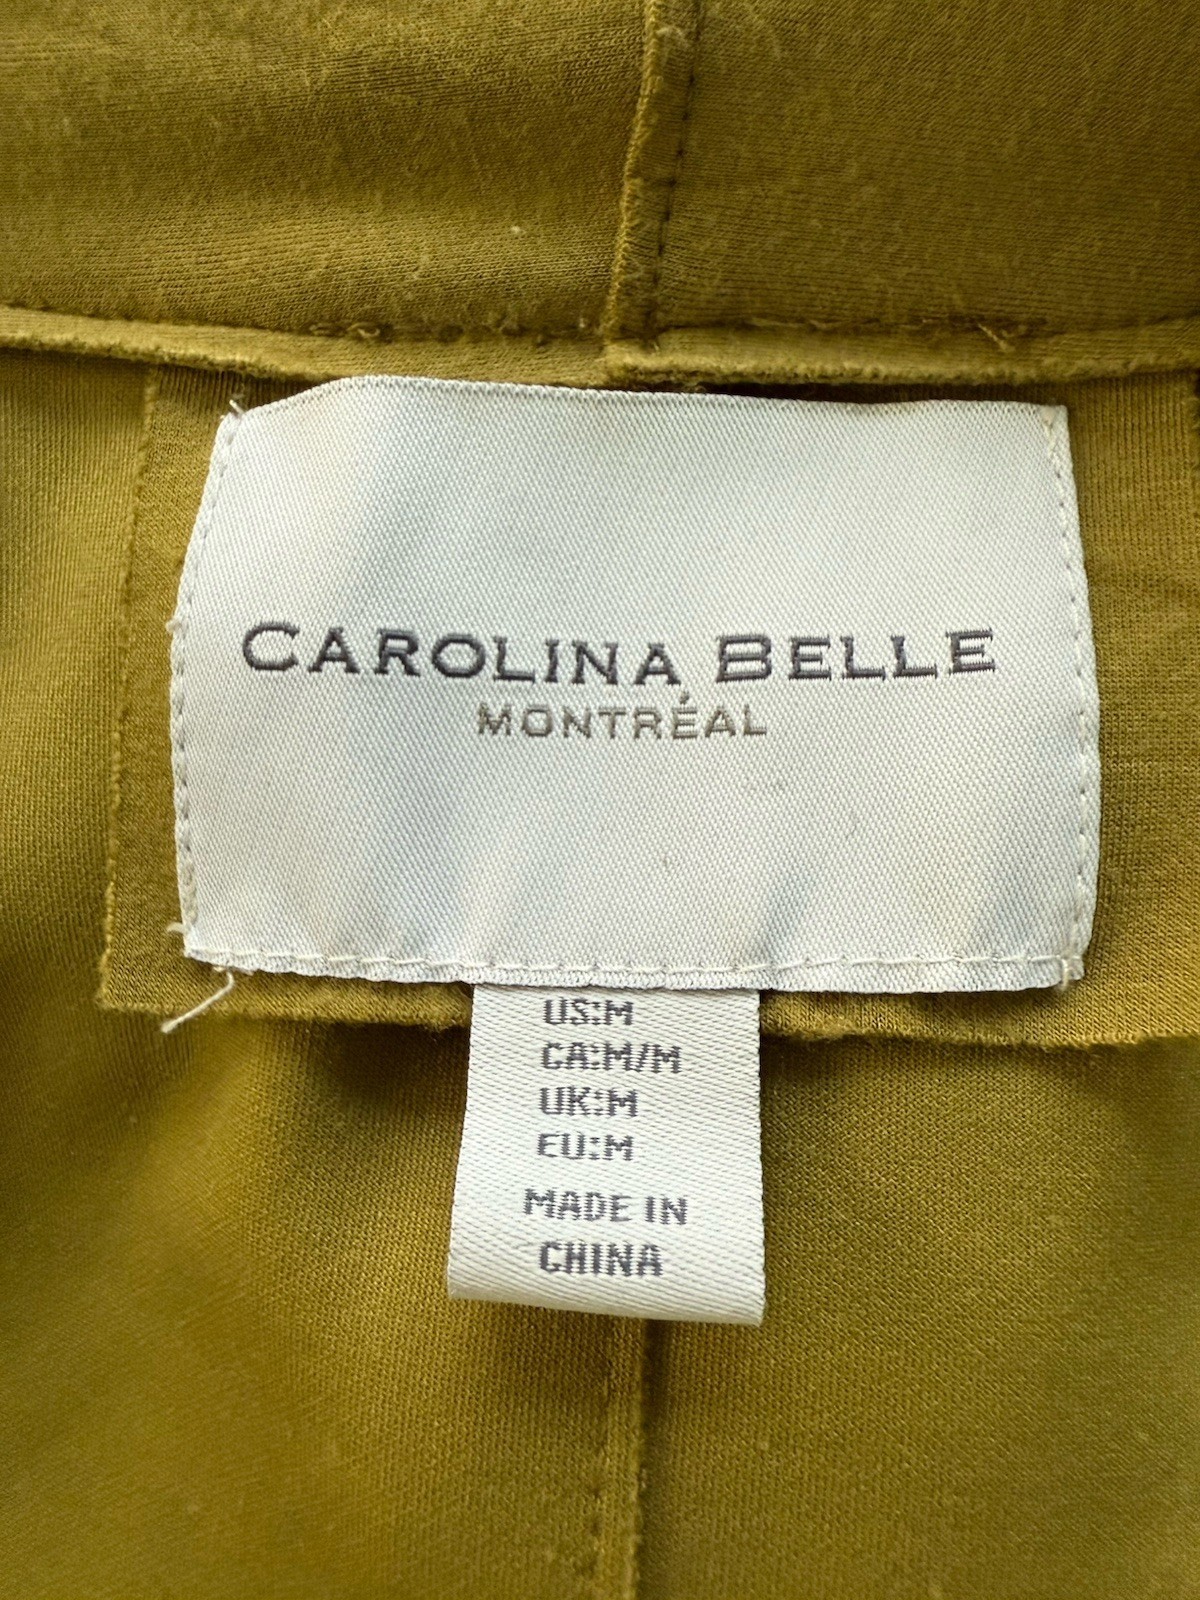 CAROLINA BELLE
MONTRÉAL
US:M
CA:M/M
UK:M
EU:M
MADE IN
CHINA